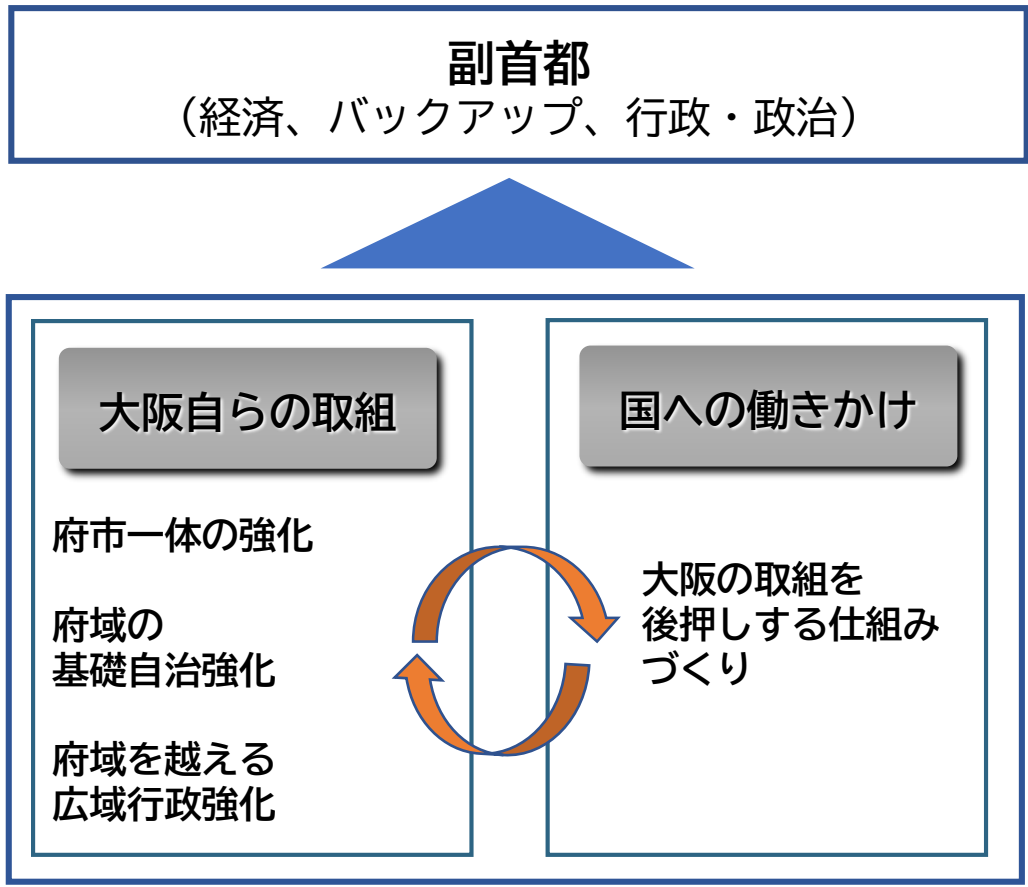 副首都
（経済、バックアップ、行政・政治）
大阪自らの取組
府市一体の強化
府域の
基礎自治強化
府域を越える
広域行政強化
国への働きかけ
大阪の取組を
後押しする仕組み
づくり